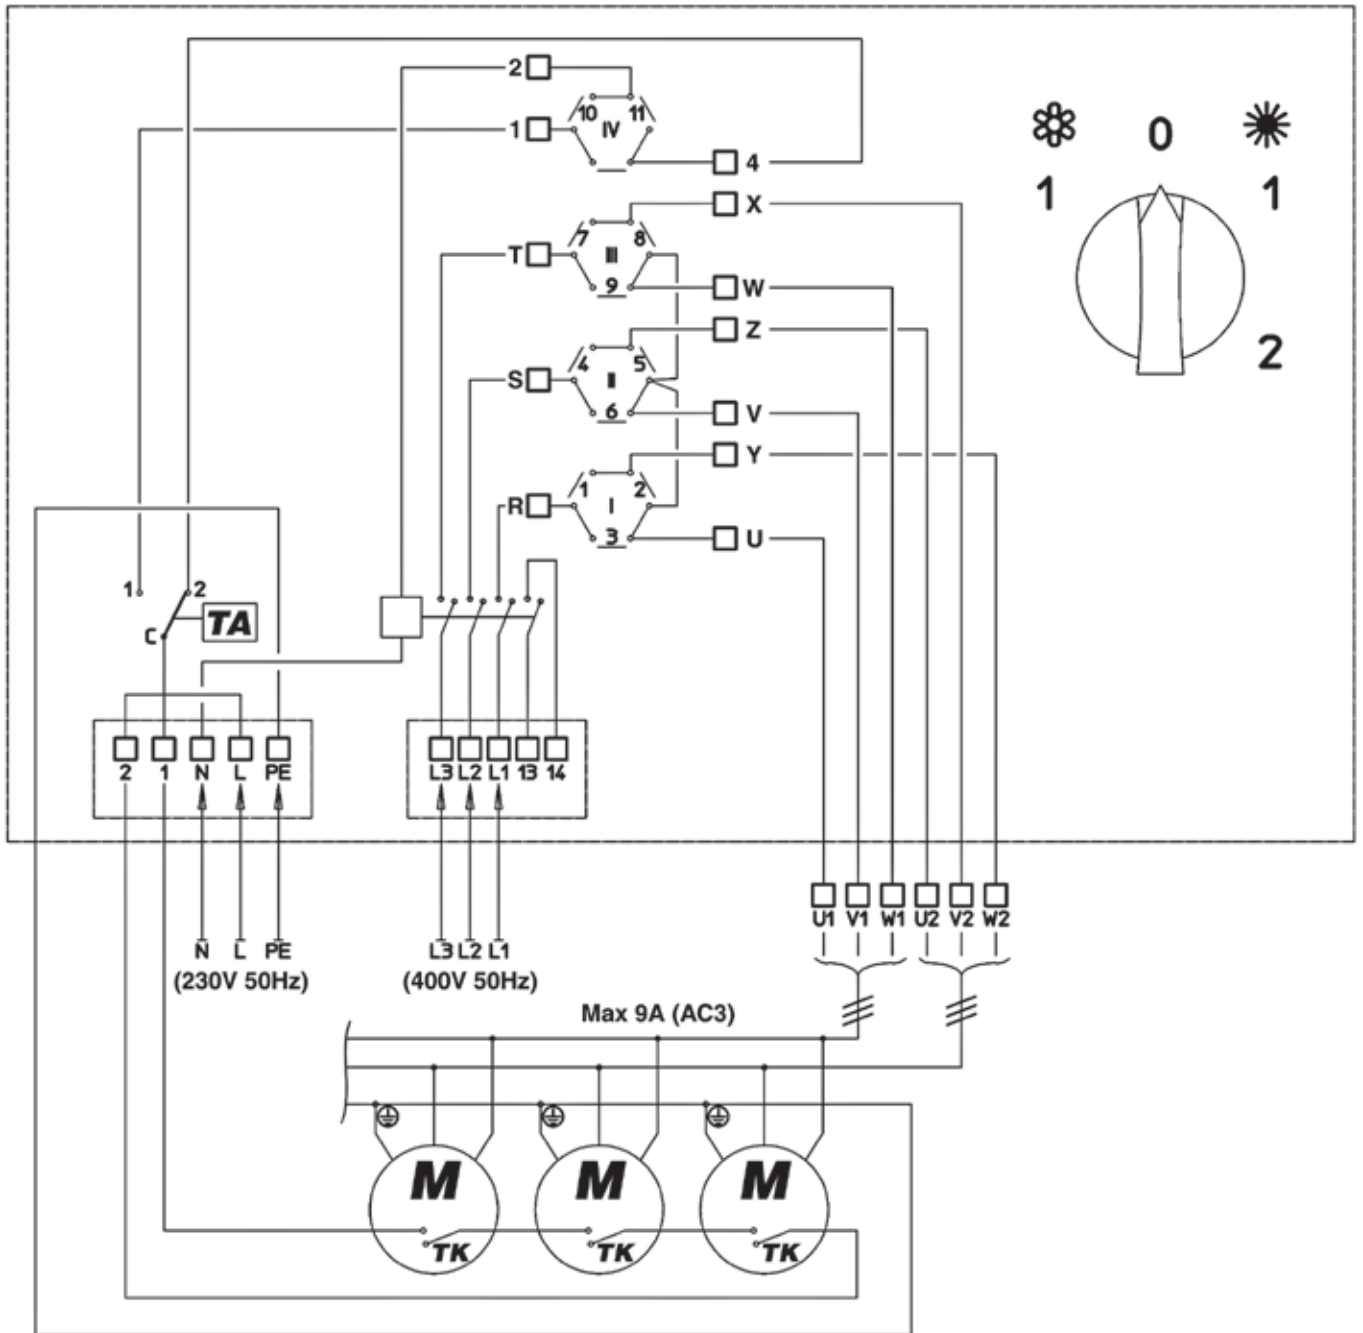 2
10 11
IV
1
4
0
1 1
X
7 8
T III
9 W
Z
4 5
S II
6 V
2
Y
1 2
R I
3 U
1 2
C TA
2 1 N L PE
L3 L2 L1 13 14
U1 V1 W1 U2 V2 W2
N L PE
(230V 50Hz)
L3 L2 L1
(400V 50Hz)
Max 9A (AC3)
M M M
TK TK TK